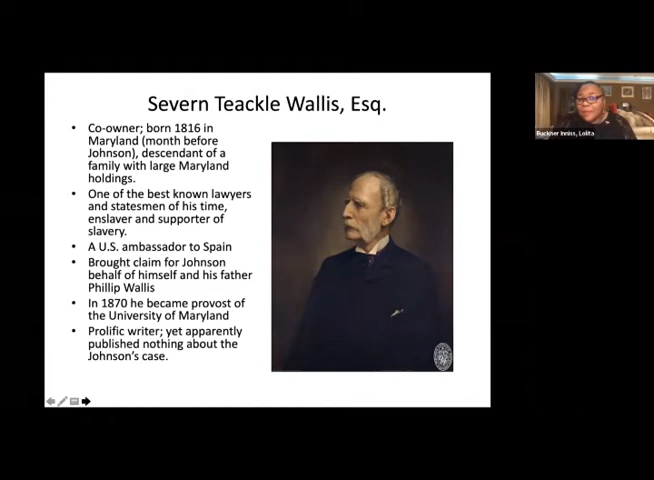 Severn Teackle Wallis, Esq.
• Co-owner; born 1816 in
Maryland (month before
Johnson), descendant of a
family with large Maryland
holdings.
• One of the best known lawyers
and statesmen of his time,
enslaver and supporter of
slavery.
• A U.S. ambassador to Spain
• Brought claim for Johnson
behalf of himself and his father
Phillip Wallis
• In 1870 he became provost of
the University of Maryland
• Prolific writer; yet apparently
published nothing about the
Johnson's case.
Buckner Inniss, Lolita